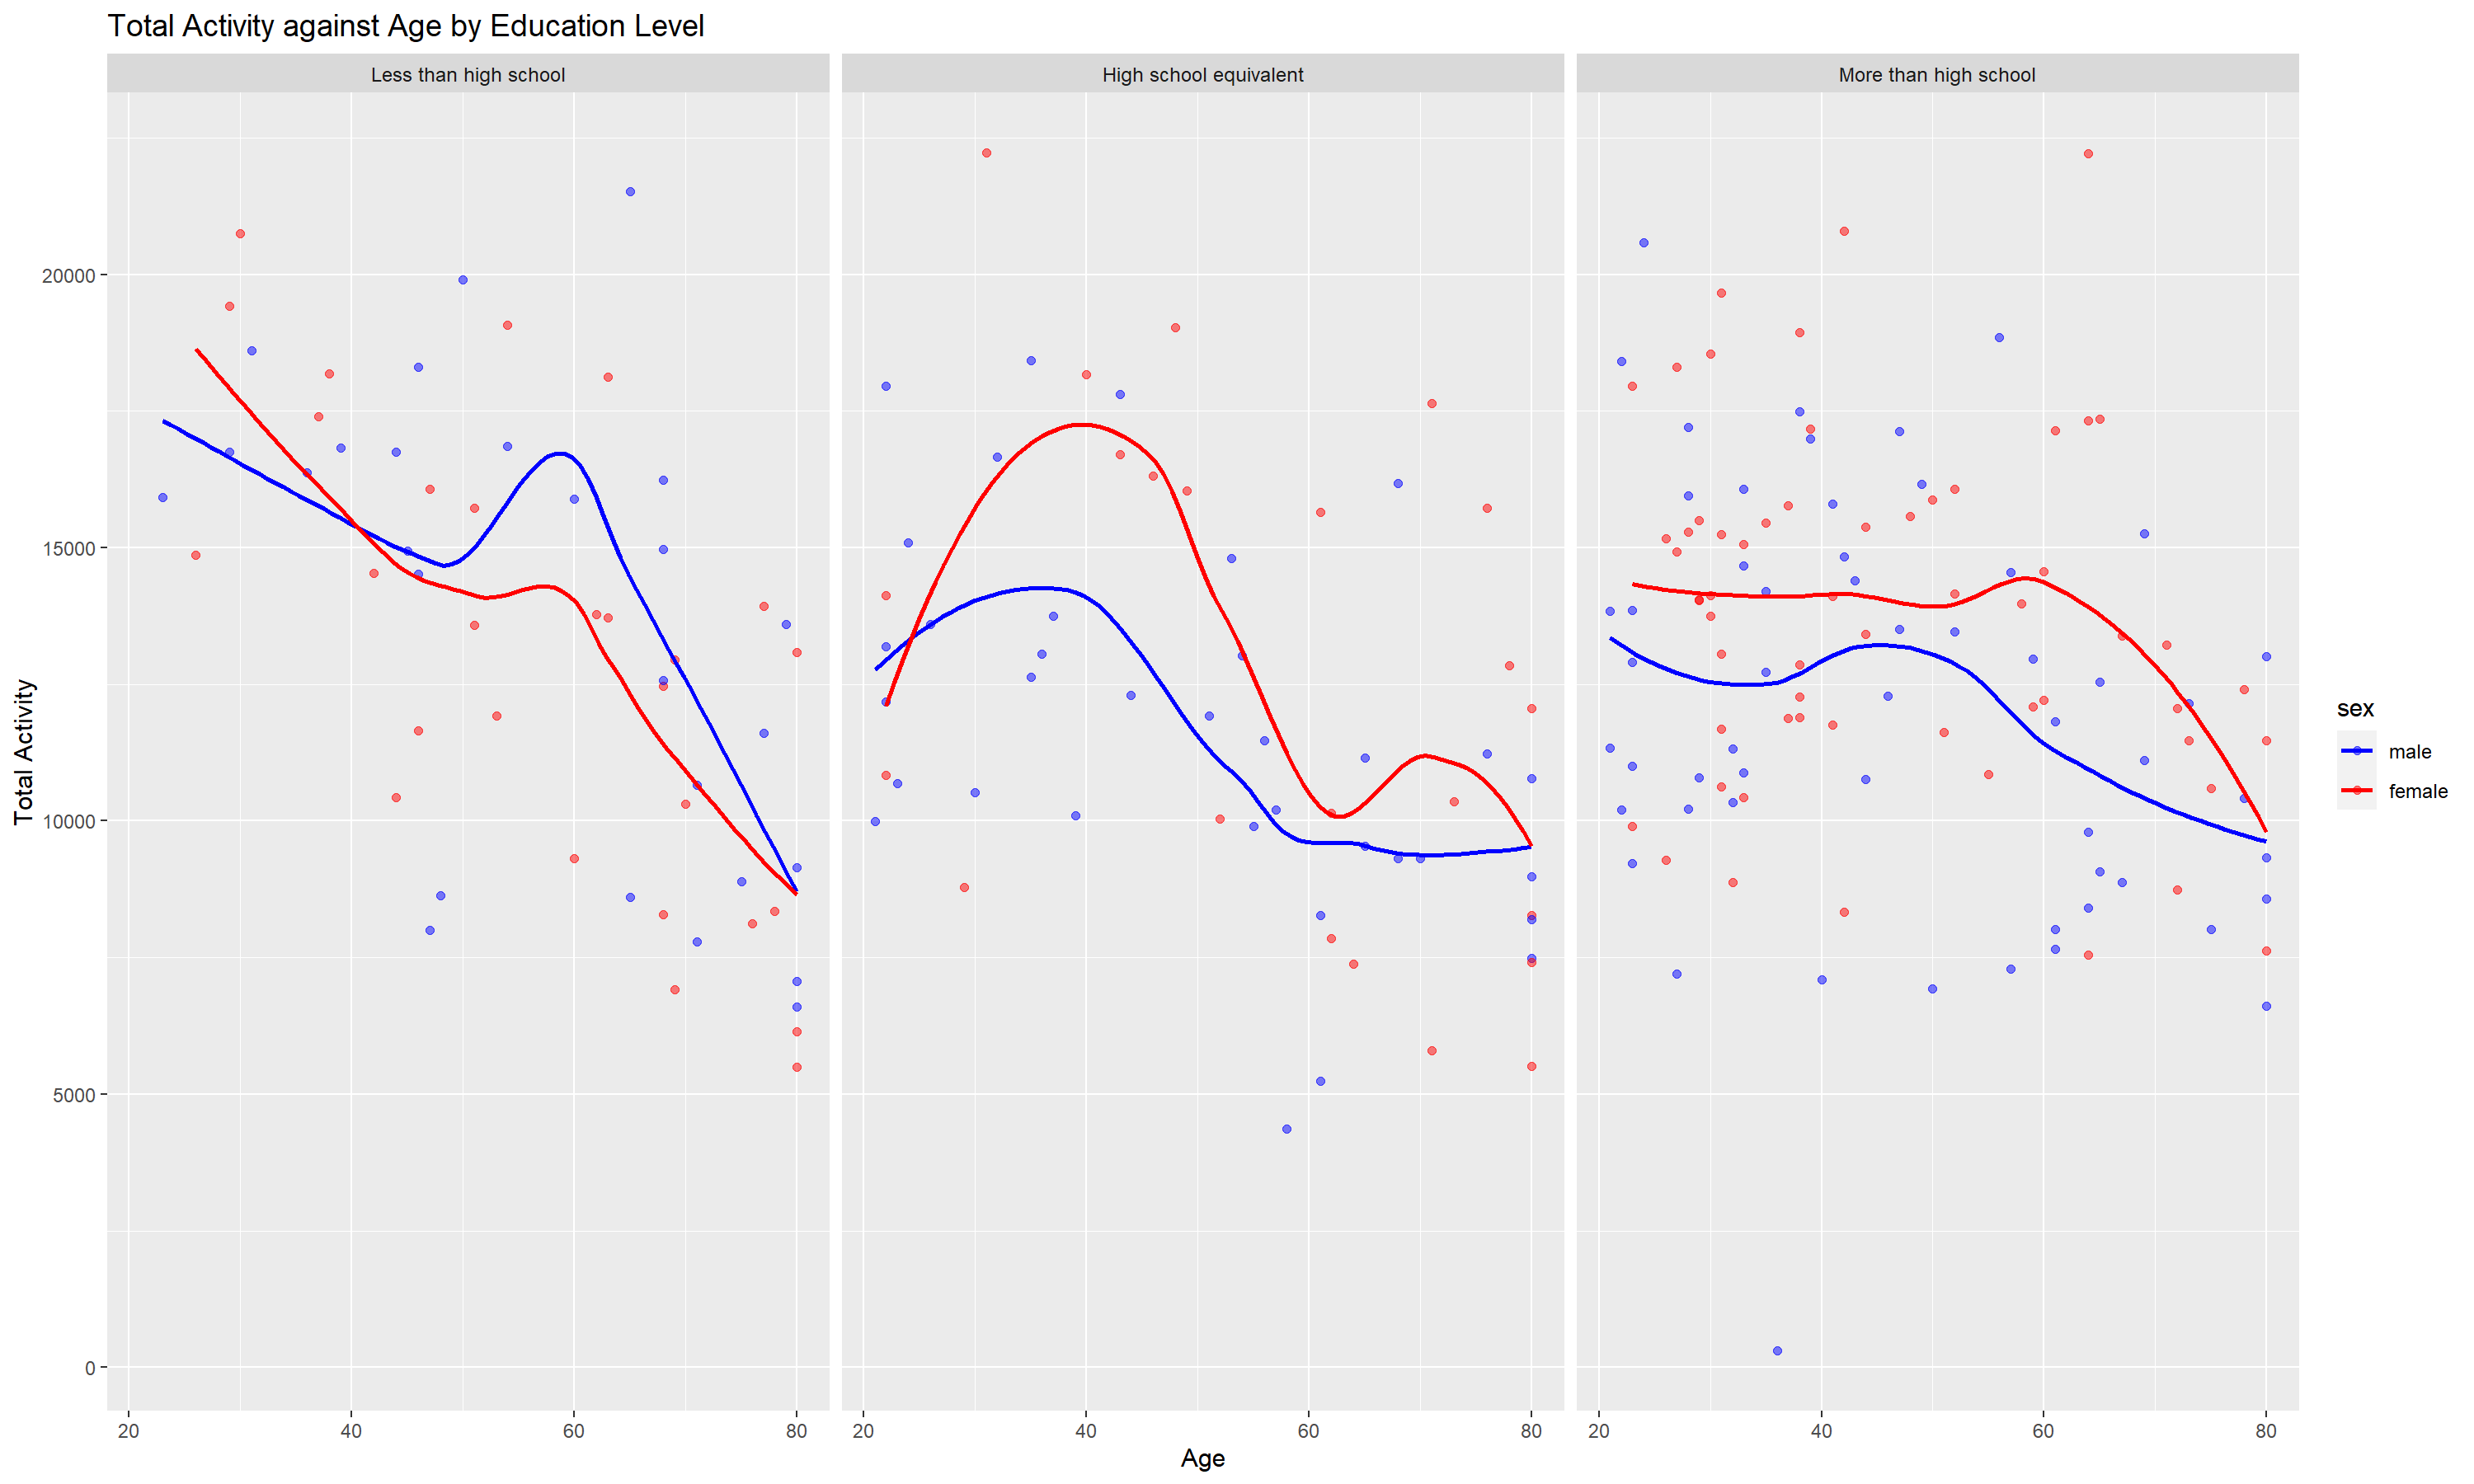 Total Activity against Age by Education Level
Less than high school
High school equivalent
More than high school
Total Activity
20000
15000
10000
5000
0
20 40 60 80
20 40 60 80
20 40 60 80
Age
sex
male
female